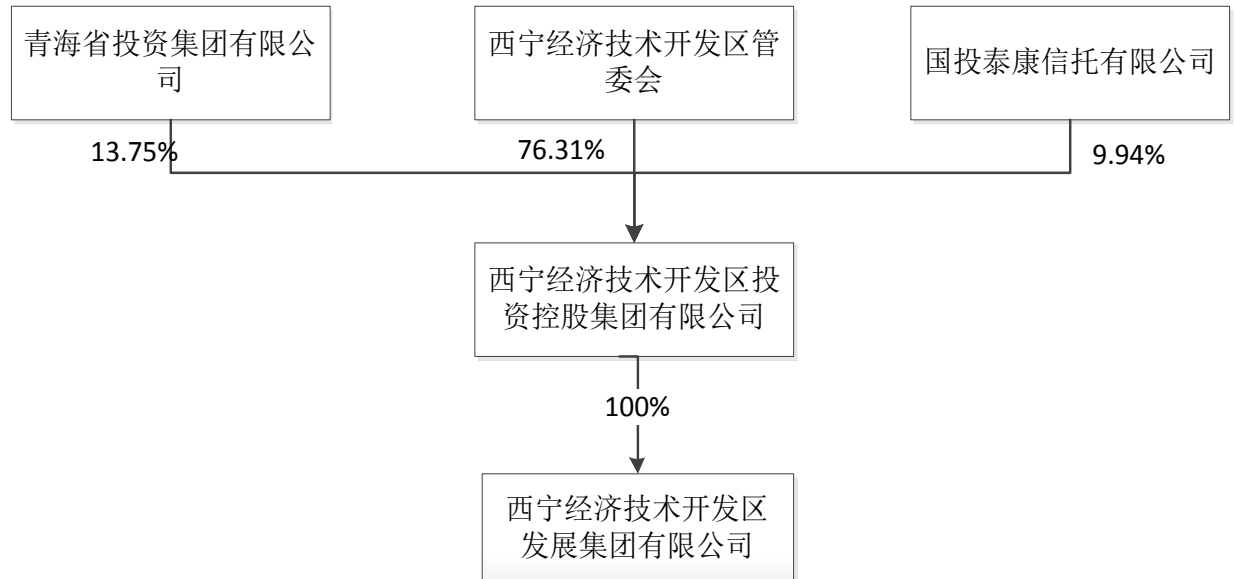 青海省投资集团有限公
司
西宁经济技术开发区管
委会
国投泰康信托有限公司
13.75%
76.31%
9.94%
西宁经济技术开发区投
资控股集团有限公司
100%
西宁经济技术开发区
发展集团有限公司